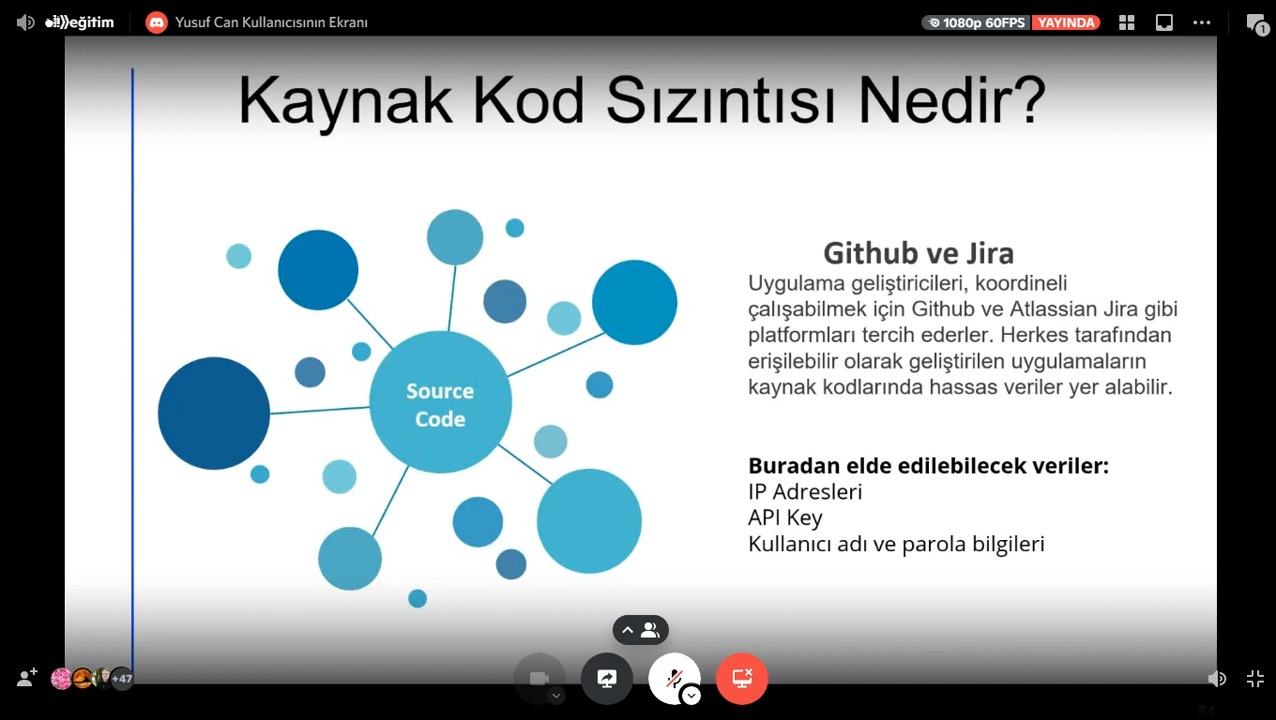 eğitim
Yusuf Can Kullanıcısının Ekranı
1080p 60FPS
YAYINDA
1
Kaynak Kod Sızıntısı Nedir?
Source
Code
Github ve Jira
Uygulama geliştiricileri, koordineli
çalışabilmek için Github ve Atlassian Jira gibi
platformları tercih ederler. Herkes tarafından
erişilebilir olarak geliştirilen uygulamaların
kaynak kodlarında hassas veriler yer alabilir.
Buradan elde edilebilecek veriler:
IP Adresleri
API Key
Kullanıcı adı ve parola bilgileri
+47